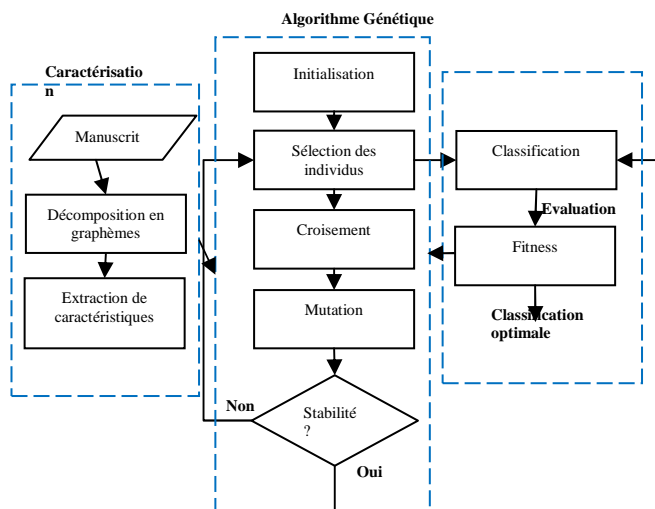 Algorithme Génétique
Caractérisatio
n
Manuscrit
Décomposition en
graphèmes
Extraction de
caractéristiques
Initialisation
Sélection des
individus
Croisement
Mutation
Stabilité
?
Non
Oui
Classification
Evaluation
Fitness
Classification
optimale